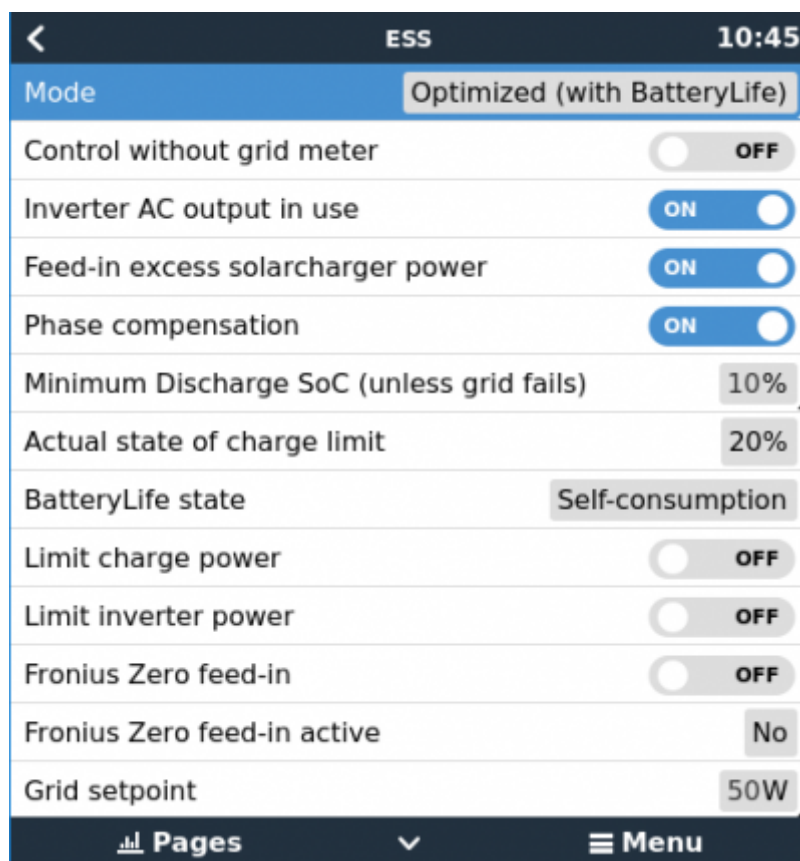 ESS 10:45
Mode Optimized (with BatteryLife)
Control without grid meter OFF
Inverter AC output in use ON
Feed-in excess solarcharger power ON
Phase compensation ON
Minimum Discharge SoC (unless grid fails) 10%
Actual state of charge limit 20%
BatteryLife state Self-consumption
Limit charge power OFF
Limit inverter power OFF
Fronius Zero feed-in OFF
Fronius Zero feed-in active No
Grid setpoint 50W
Pages Menu